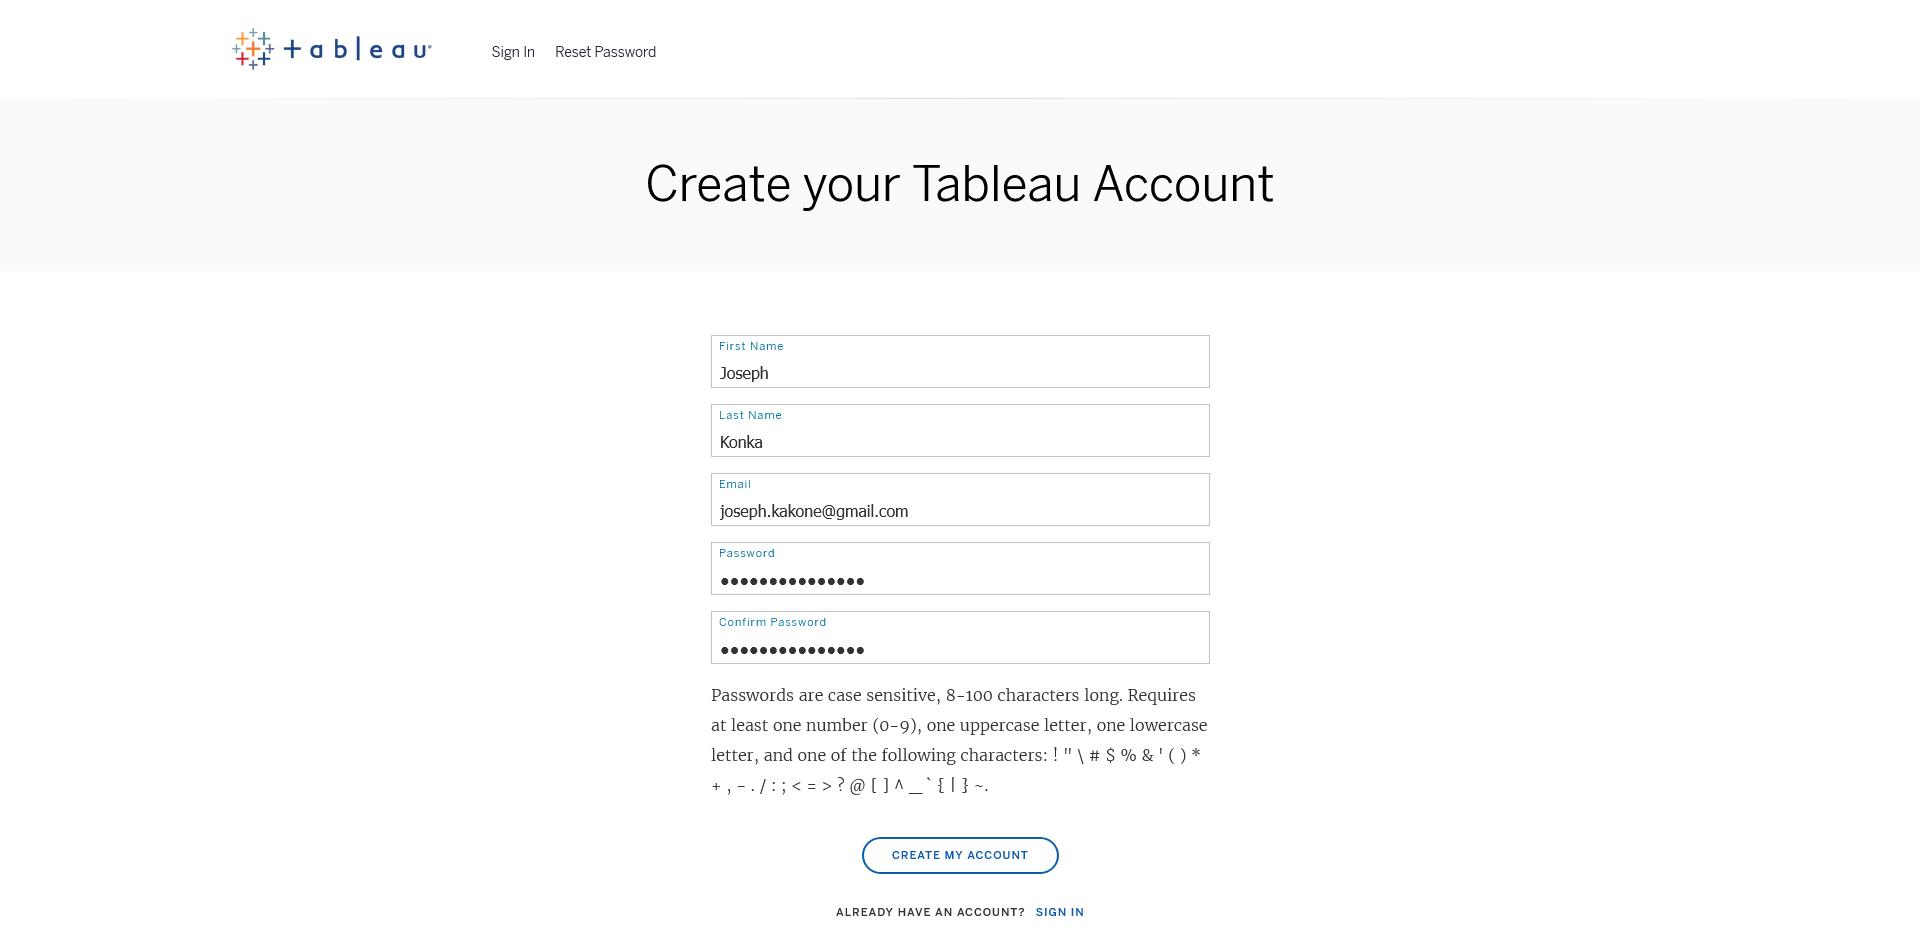 +ableau®
Sign In
Reset Password
Create your Tableau Account
First Name
Joseph
Last Name
Konka
Email
joseph.kakone@gmail.com
Password
●●●●●●●●●●●●●●●
Confirm Password
●●●●●●●●●●●●●●●
Passwords are case sensitive, 8-100 characters long. Requires
at least one number (0-9), one uppercase letter, one lowercase
letter, and one of the following characters: ! " \ # $ % & ' ( ) *
+ , - . / : ; < = > ? @ [ ] ^ _ ` { | } ~.
CREATE MY ACCOUNT
ALREADY HAVE AN ACCOUNT? SIGN IN